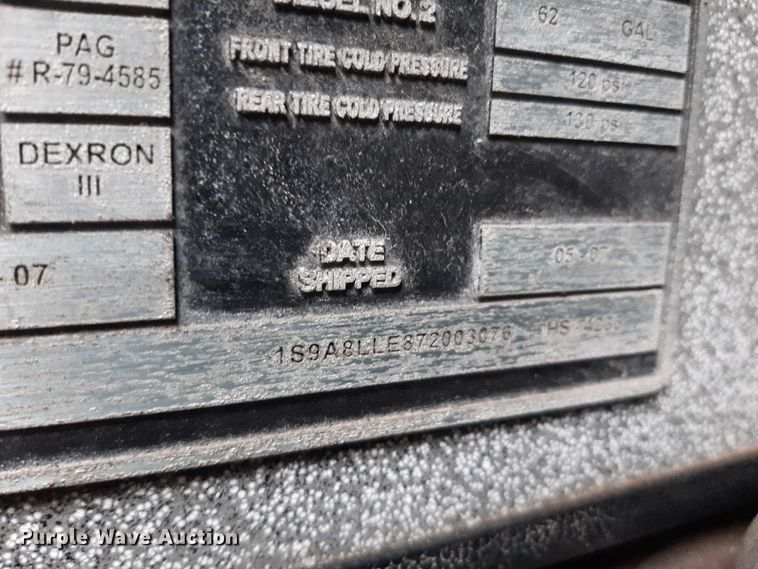 DIESEL NO. 2
62 GAL
PAG
# R-79-4585
FRONT TIRE COLD PRESSURE
120 psi
REAR TIRE COLD PRESSURE
130 psi
DEXRON
III
- 07
DATE
SHIPPED
05-07
1S9A8LLE872003076 HS
Purple Wave Auction